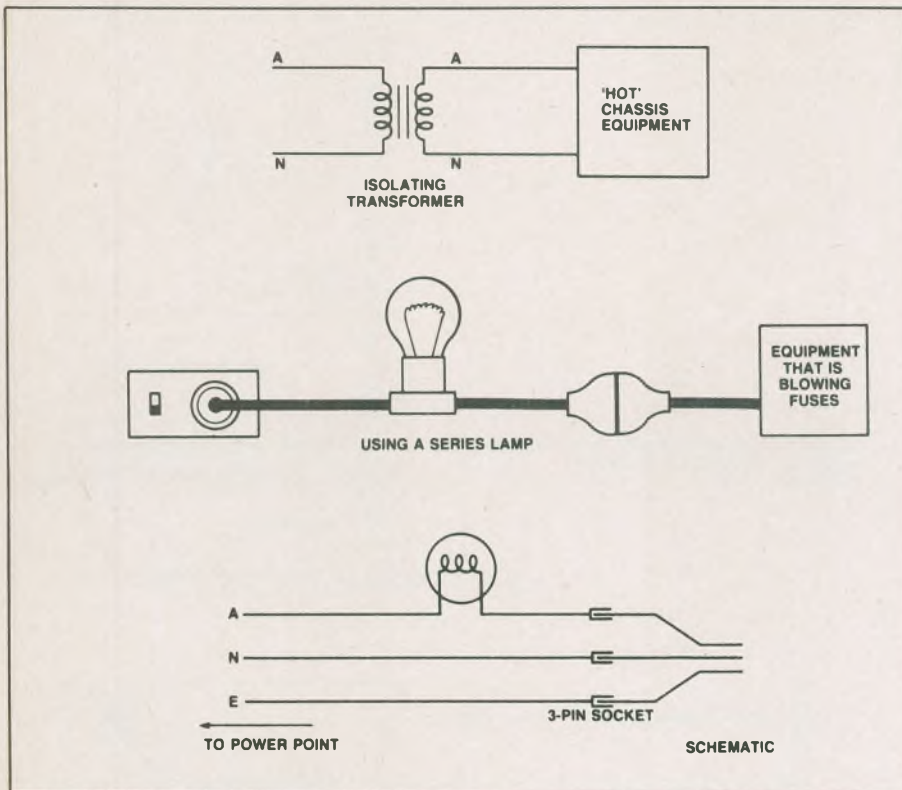 A
A
'HOT'
CHASSIS
EQUIPMENT
N
N
ISOLATING
TRANSFORMER
EQUIPMENT
THAT IS
BLOWING
FUSES
USING A SERIES LAMP
A
N
E
3-PIN SOCKET
TO POWER POINT
SCHEMATIC